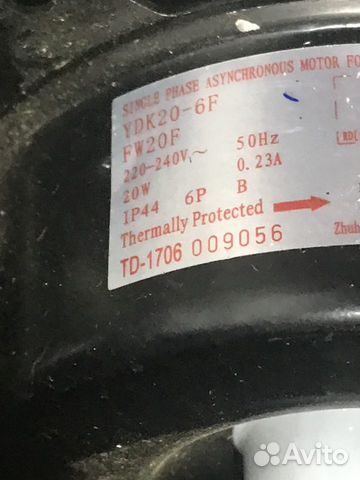 SINGLE PHASE ASYNCHRONOUS MOTOR FO
YDK20-6F
FW20F
220-240V~ 50Hz
20W 0.23A
IP44 6P B
Thermally Protected
TD-1706 009056
Zhuh
Avito